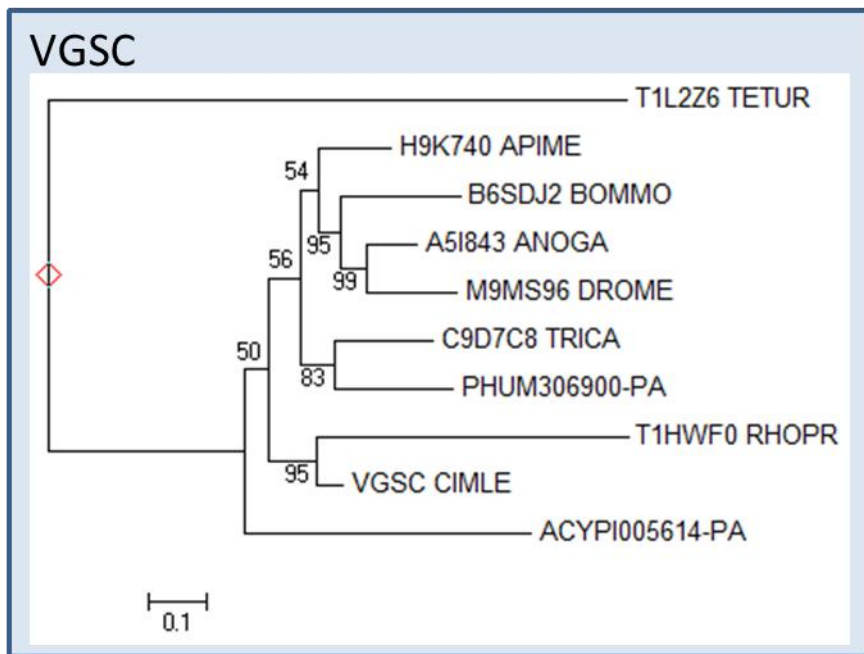 VGSC
T1L2Z6 TETUR
H9K740 APIME
54
B6SDJ2 BOMMO
95
A5I843 ANOGA
56
99
M9MS96 DROME
C9D7C8 TRICA
50
83
PHUM306900-PA
T1HWF0 RHOPR
95
VGSC CIMLE
ACYPI005614-PA
0.1